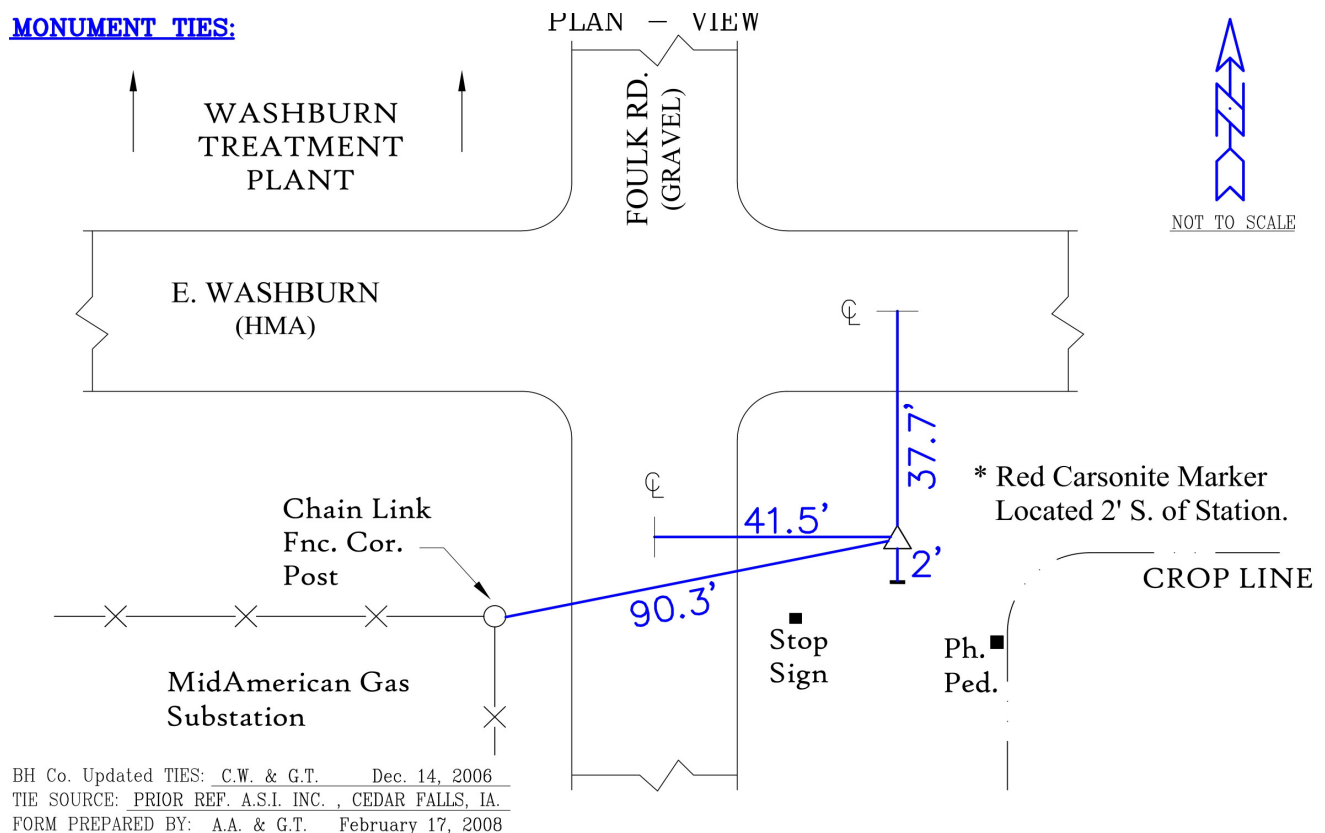 MONUMENT TIES:
PLAN – VIEW
WASHBURN
TREATMENT
PLANT
FOULK RD.
(GRAVEL)
N
NOT TO SCALE
E. WASHBURN
(HMA)
℄
37.7'
℄
41.5'
* Red Carsonite Marker
Located 2' S. of Station.
Chain Link
Fnc. Cor.
Post
90.3'
2'
CROP LINE
Stop
Sign
Ph.
Ped.
MidAmerican Gas
Substation
BH Co. Updated TIES: C.W. & G.T. Dec. 14, 2006
TIE SOURCE: PRIOR REF. A.S.I. INC. , CEDAR FALLS, IA.
FORM PREPARED BY: A.A. & G.T. February 17, 2008